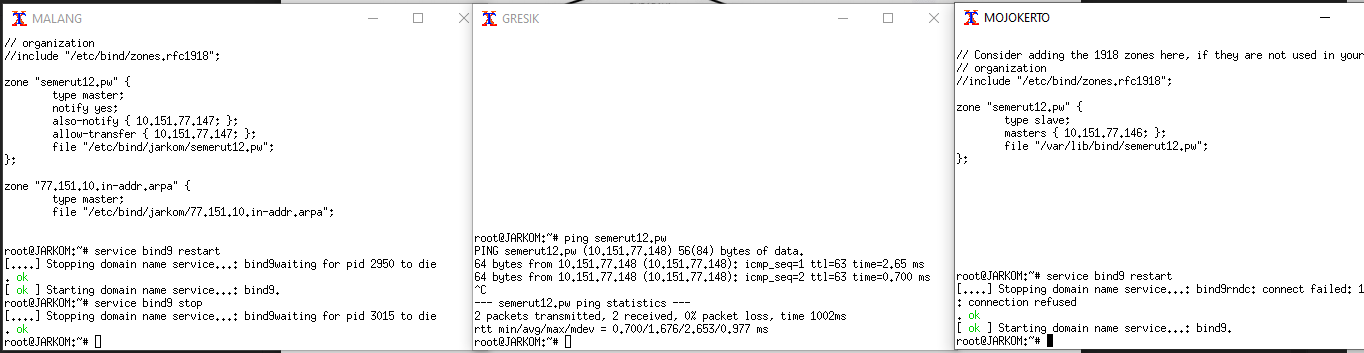 MALANG
// organization
//include "/etc/bind/zones.rfc1918";
zone "semerut12.pw" {
type master;
notify yes;
also-notify { 10.151.77.147; };
allow-transfer { 10.151.77.147; };
file "/etc/bind/jarkom/semerut12.pw";
};
zone "77.151.10.in-addr.arpa" {
type master;
file "/etc/bind/jarkom/77.151.10.in-addr.arpa";
root@JARKOM:~# service bind9 restart
[....] Stopping domain name service...: bind9waiting for pid 2950 to die
. ok
[ ok ] Starting domain name service...: bind9.
root@JARKOM:~# service bind9 stop
[....] Stopping domain name service...: bind9waiting for pid 3015 to die
. ok
root@JARKOM:~#
GRESIK
root@JARKOM:~# ping semerut12.pw
PING semerut12.pw (10.151.77.148) 56(84) bytes of data.
64 bytes from 10.151.77.148 (10.151.77.148): icmp_seq=1 ttl=63 time=2.65 ms
64 bytes from 10.151.77.148 (10.151.77.148): icmp_seq=2 ttl=63 time=0.700 ms
^C
--- semerut12.pw ping statistics ---
2 packets transmitted, 2 received, 0% packet loss, time 1002ms
rtt min/avg/max/mdev = 0.700/1.676/2.653/0.977 ms
root@JARKOM:~#
MOJOKERTO
// Consider adding the 1918 zones here, if they are not used in your
// organization
//include "/etc/bind/zones.rfc1918";
zone "semerut12.pw" {
type slave;
masters { 10.151.77.146; };
file "/var/lib/bind/semerut12.pw";
};
root@JARKOM:~# service bind9 restart
[....] Stopping domain name service...: bind9rndc: connect failed: 1
: connection refused
. ok
[ ok ] Starting domain name service...: bind9.
root@JARKOM:~#